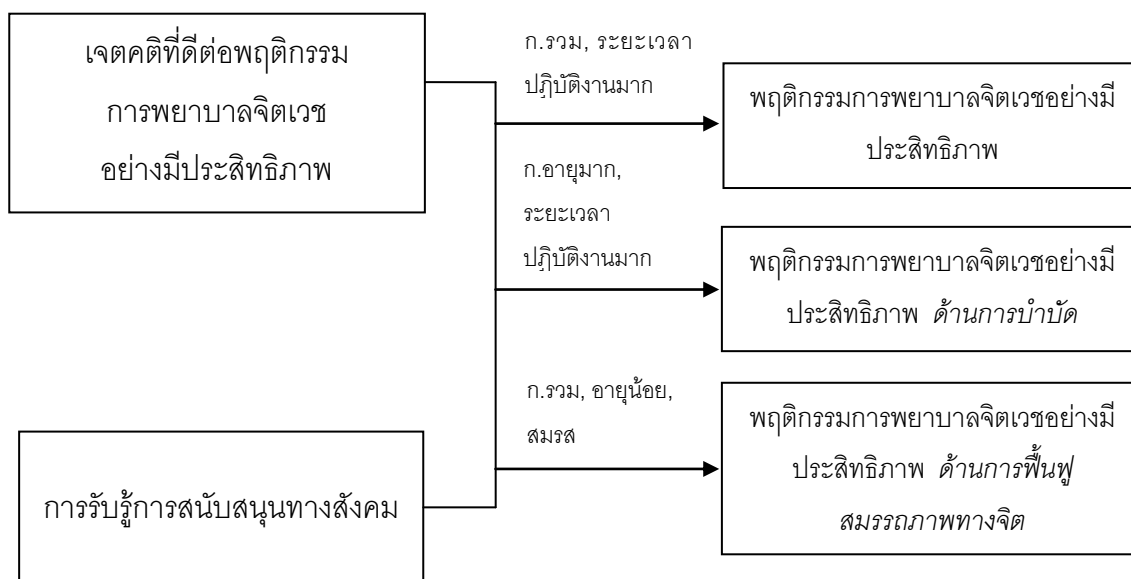 เจตคติที่ดีต่อพฤติกรรม
การพยาบาลจิตเวช
อย่างมีประสิทธิภาพ
การรับรู้การสนับสนุนทางสังคม
ก.รวม, ระยะเวลา
ปฏิบัติงานมาก
ก.อายุมาก,
ระยะเวลา
ปฏิบัติงานมาก
ก.รวม, อายุน้อย,
สมรส
พฤติกรรมการพยาบาลจิตเวชอย่างมี
ประสิทธิภาพ
พฤติกรรมการพยาบาลจิตเวชอย่างมี
ประสิทธิภาพ ด้านการบำบัด
พฤติกรรมการพยาบาลจิตเวชอย่างมี
ประสิทธิภาพ ด้านการฟื้นฟู
สมรรถภาพทางจิต